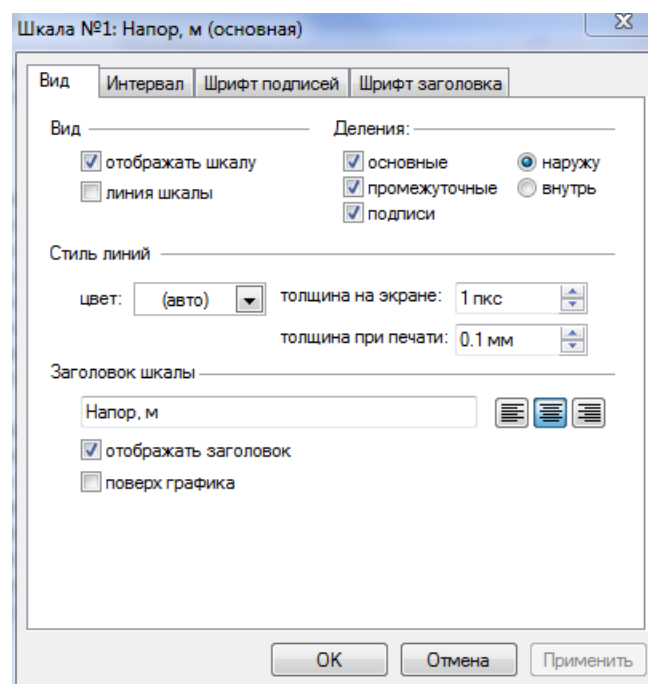 Шкала №1: Напор, м (основная)
Вид Интервал Шрифт подписей Шрифт заголовка
Вид Деления:
отображать шкалу основные наружу
линия шкалы промежуточные внутрь
подписи
Стиль линий
цвет: (авто) толщина на экране: 1 пкс
толщина при печати: 0.1 мм
Заголовок шкалы
Напор, м
отображать заголовок
поверх графика
OK Отмена Применить